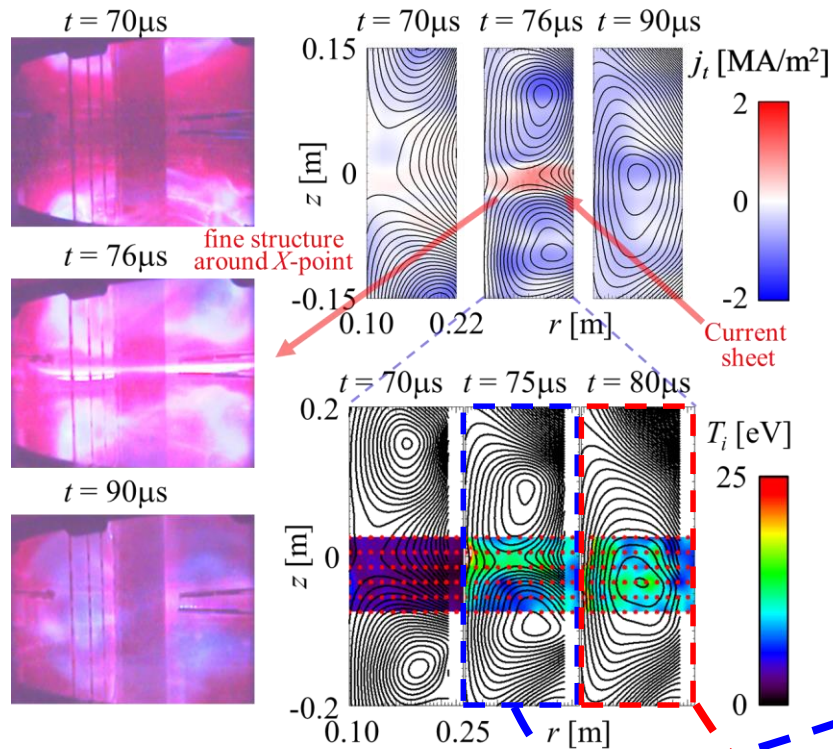 t = 70μs
t = 76μs
t = 90μs
t = 70μs
t = 76μs
t = 90μs
j_t [MA/m²]
0.15
0
-0.15
z [m]
0.10
0.22
r [m]
2
0
-2
fine structure
around X-point
Current
sheet
t = 70μs
t = 75μs
t = 80μs
T_i [eV]
0.2
0
-0.2
z [m]
0.10
0.25
r [m]
25
0